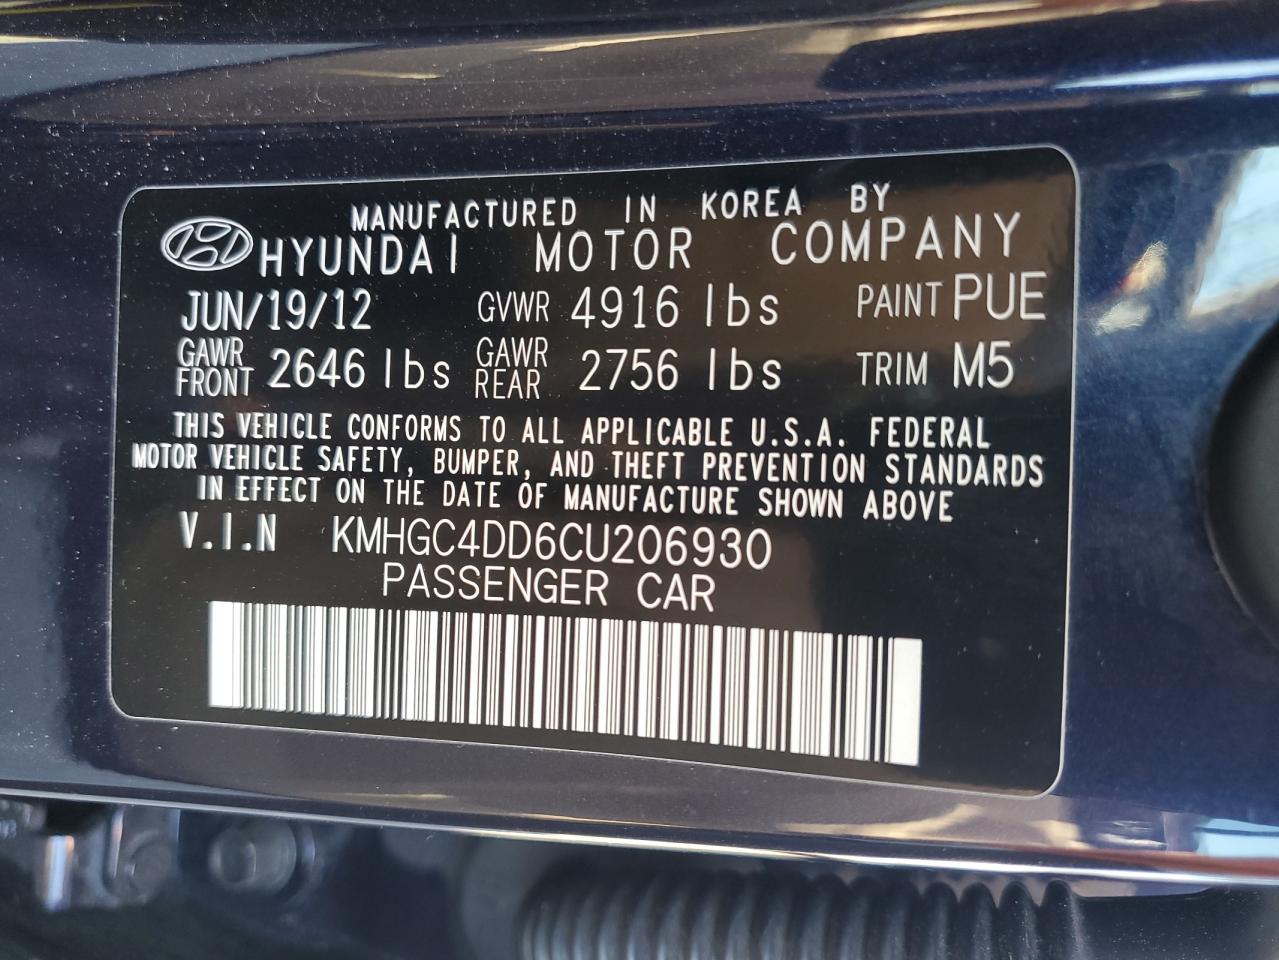 MANUFACTURED IN KOREA BY
HYUNDAI MOTOR COMPANY
JUN/19/12 GVWR 4916 lbs PAINT PUE
GAWR FRONT 2646 lbs GAWR REAR 2756 lbs TRIM M5
THIS VEHICLE CONFORMS TO ALL APPLICABLE U.S.A. FEDERAL
MOTOR VEHICLE SAFETY, BUMPER, AND THEFT PREVENTION STANDARDS
IN EFFECT ON THE DATE OF MANUFACTURE SHOWN ABOVE
V.I.N KMHGC4DD6CU206930
PASSENGER CAR